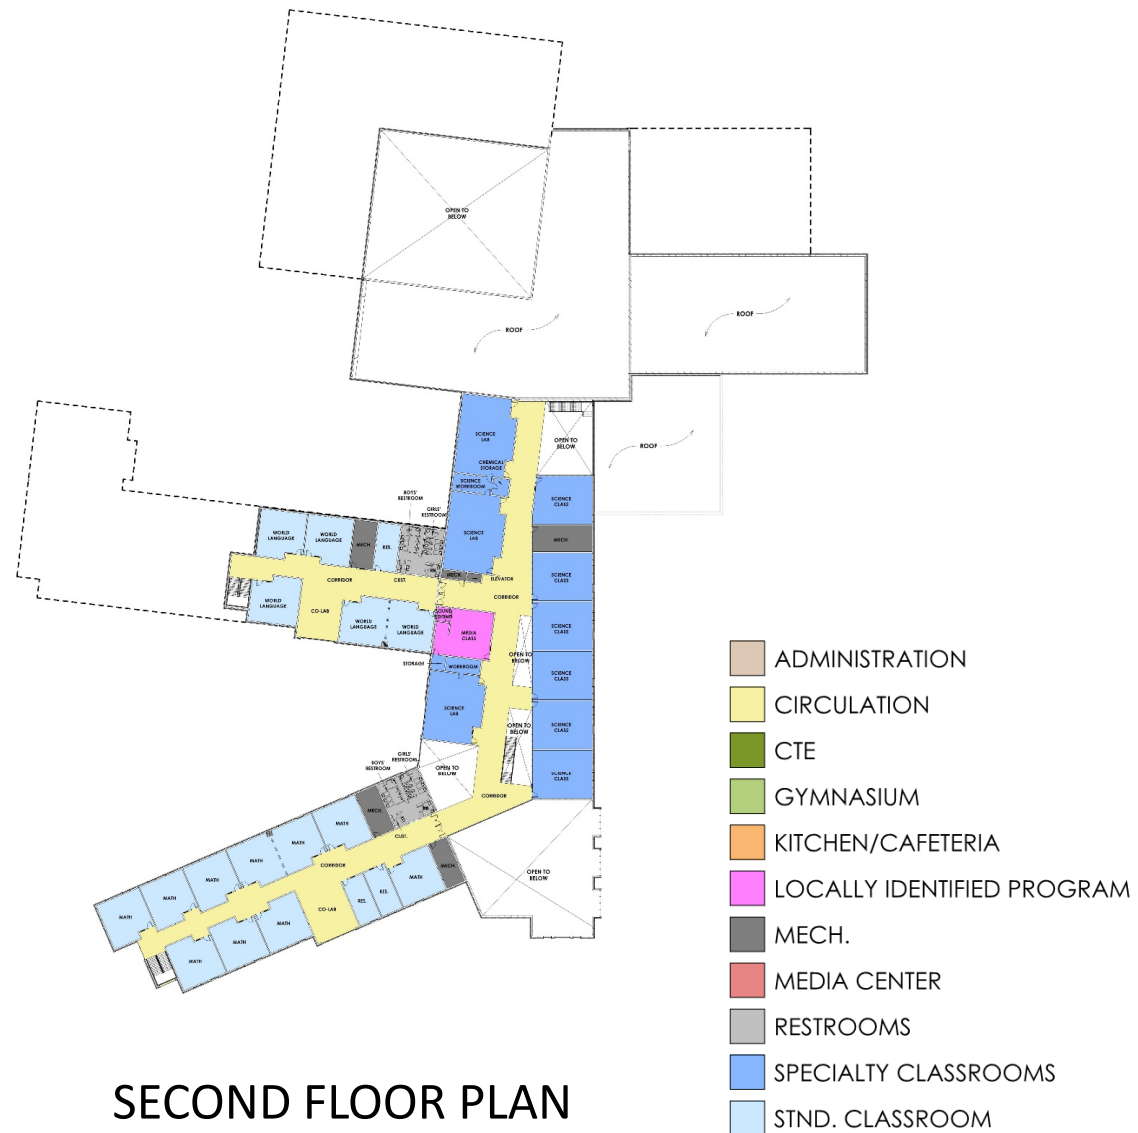 OPEN TO
BELOW
ROOF
ROOF
ROOF
SCIENCE
LAB
OPEN TO
BELOW
CHEMICAL
STORAGE
SCIENCE
WORKROOM
SCIENCE
CLASS
BOYS'
RESTROOM
GIRLS'
RESTROOM
WORLD
LANGUAGE
WORLD
LANGUAGE
MECH.
RES.
SCIENCE
LAB
MECH.
CORRIDOR
CUST.
MECH.
ELEVATOR
SCIENCE
CLASS
WORLD
LANGUAGE
CO-LAB
CORRIDOR
WORLD
LANGUAGE
WORLD
LANGUAGE
SOUND
EDITING
MEDIA
CLASS
SCIENCE
CLASS
STORAGE
WORKROOM
OPEN TO
BELOW
SCIENCE
CLASS
SCIENCE
LAB
OPEN TO
BELOW
SCIENCE
CLASS
BOYS'
RESTROOM
GIRLS'
RESTROOM
OPEN TO
BELOW
SCIENCE
CLASS
CORRIDOR
MECH.
CUST.
MATH
MATH
MATH
MATH
MATH
MATH
CORRIDOR
MECH.
MATH
RES.
RES.
CO-LAB
MATH
MATH
MATH
OPEN TO
BELOW
ADMINISTRATION
CIRCULATION
CTE
GYMNASIUM
KITCHEN/CAFETERIA
LOCALLY IDENTIFIED PROGRAM
MECH.
MEDIA CENTER
RESTROOMS
SPECIALTY CLASSROOMS
STND. CLASSROOM
SECOND FLOOR PLAN